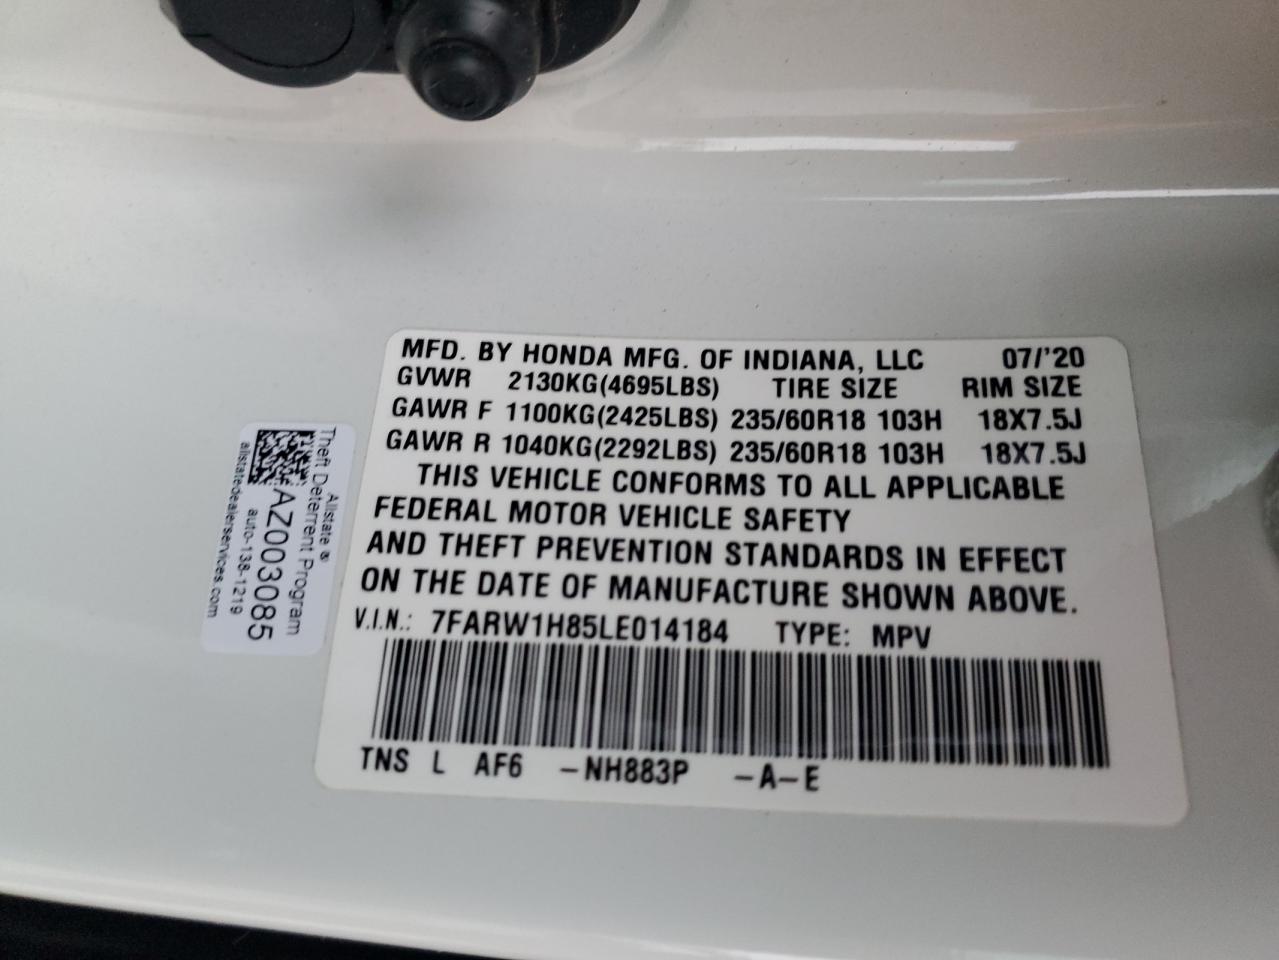 MFD. BY HONDA MFG. OF INDIANA, LLC 07/'20
GVWR 2130KG(4695LBS) TIRE SIZE RIM SIZE
GAWR F 1100KG(2425LBS) 235/60R18 103H 18X7.5J
GAWR R 1040KG(2292LBS) 235/60R18 103H 18X7.5J
THIS VEHICLE CONFORMS TO ALL APPLICABLE
FEDERAL MOTOR VEHICLE SAFETY
AND THEFT PREVENTION STANDARDS IN EFFECT
ON THE DATE OF MANUFACTURE SHOWN ABOVE.
V.I.N.: 7FARW1H85LE014184 TYPE: MPV
TNS L AF6 -NH883P -A-E
Allstate ®
Theft Deterrent Program
AZ003085
auto-138-1219
allstatedealerservices.com